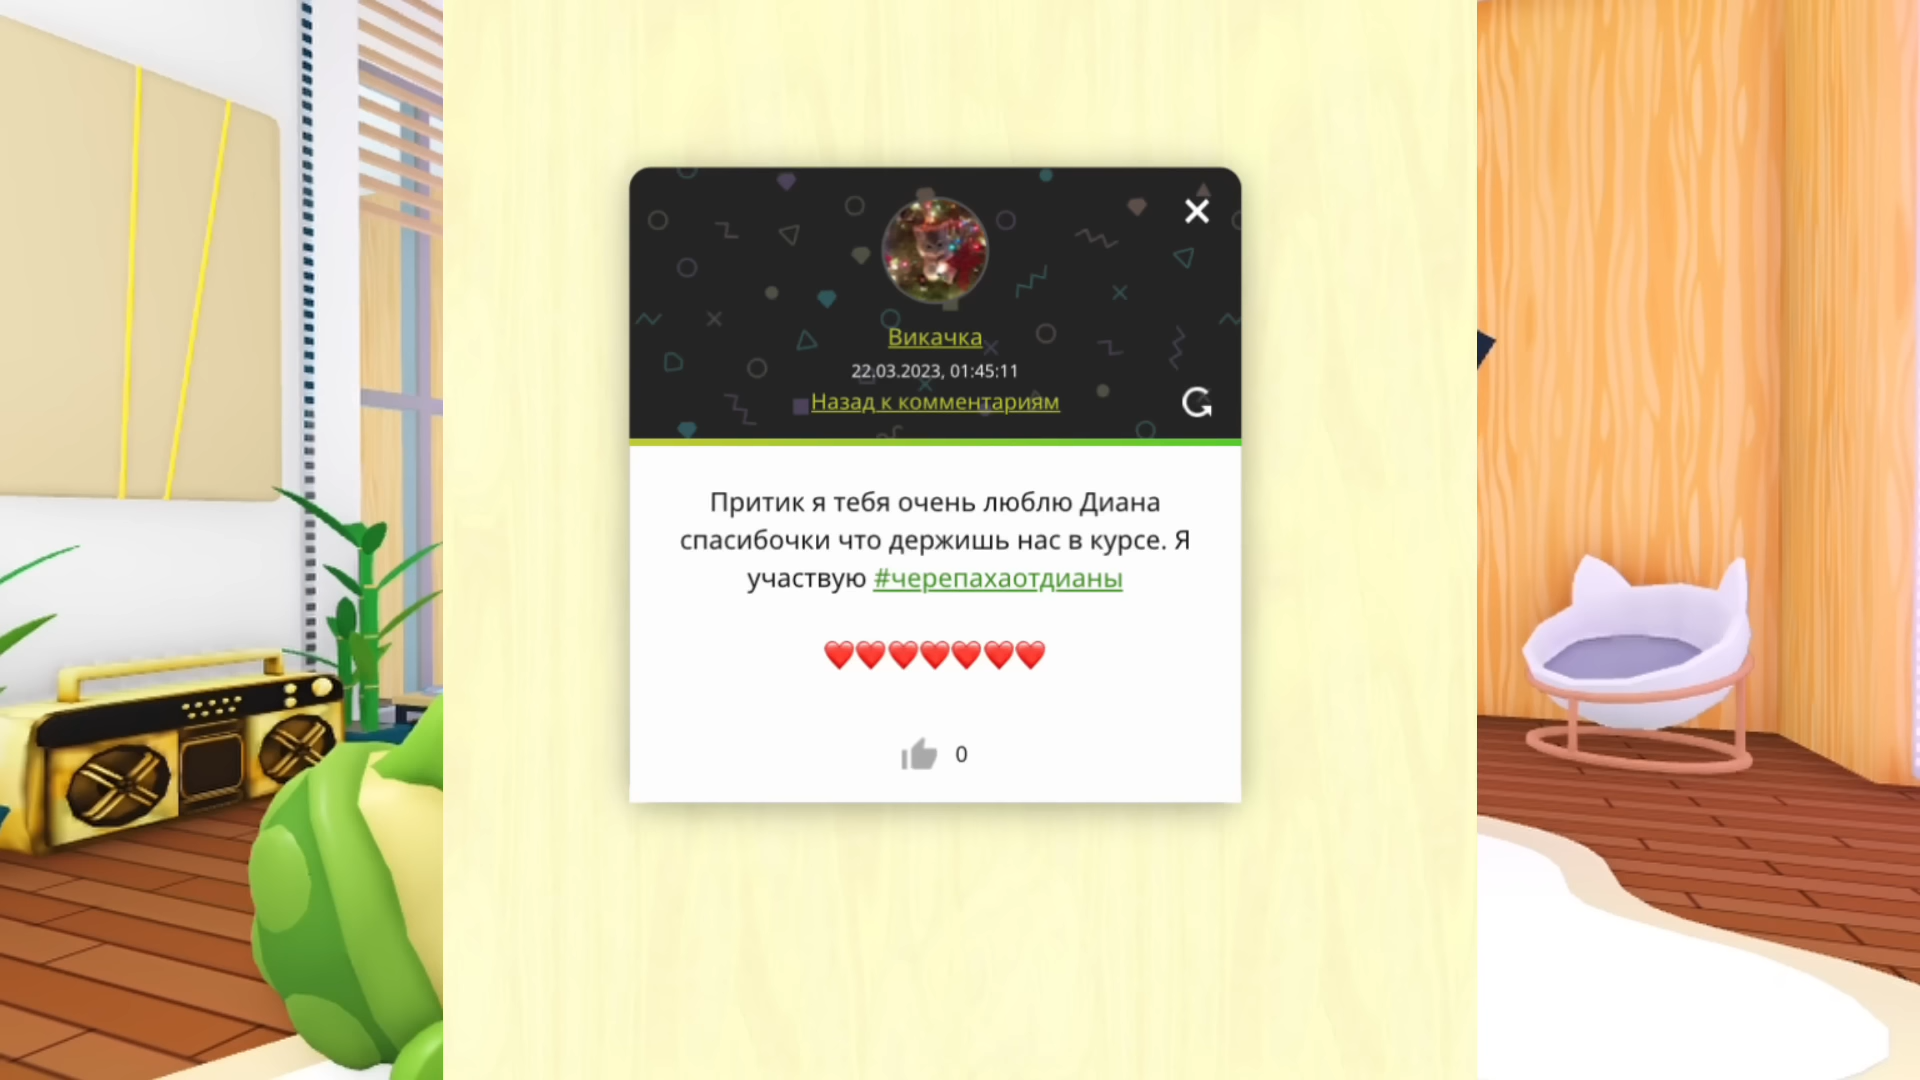 Викачка
22.03.2023, 01:45:11
Назад к комментариям
Притик я тебя очень люблю Диана
спасибочки что держишь нас в курсе. Я
участвую #черепахаотдианы
❤️❤️❤️❤️❤️❤️❤️
0